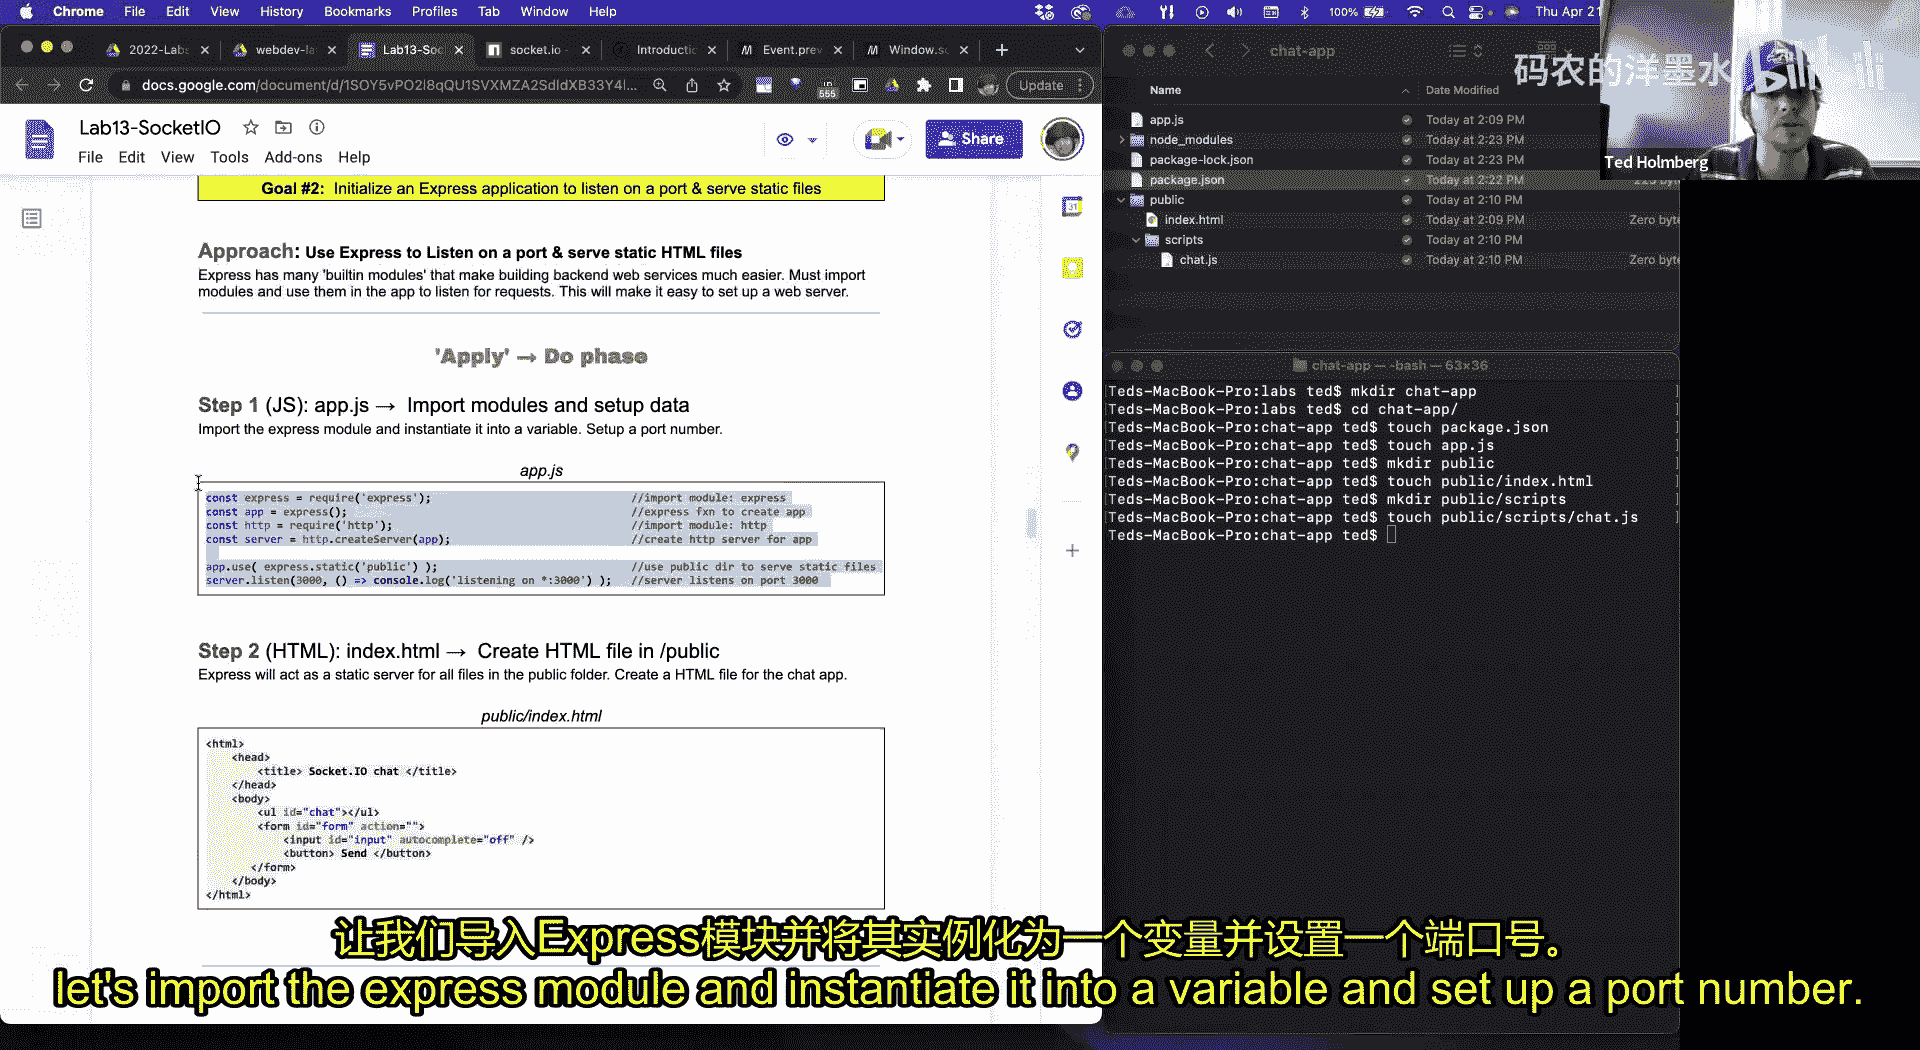 Chrome File Edit View History Bookmarks Profiles Tab Window Help
100%
Thu Apr 21
2022-Labs
webdev-la
Lab13-Soc
socket.io -
Introductio
Event.prev
Window.so
docs.google.com/document/d/1SOY5vPO2l8qQU1SVXMZA2SdIdXB33Y4l...
555
Update
Lab13-SocketIO
Share
File Edit View Tools Add-ons Help
31
Goal #2: Initialize an Express application to listen on a port & serve static files
Approach: Use Express to Listen on a port & serve static HTML files
Express has many 'builtin modules' that make building backend web services much easier. Must import
modules and use them in the app to listen for requests. This will make it easy to set up a web server.
'Apply' → Do phase
Step 1 (JS): app.js → Import modules and setup data
Import the express module and instantiate it into a variable. Setup a port number.
app.js
const express = require('express'); //import module: express
const app = express(); //express fxn to create app
const http = require('http'); //import module: http
const server = http.createServer(app); //create http server for app
app.use( express.static('public') ); //use public dir to serve static files
server.listen(3000, () => console.log('listening on *:3000') ); //server listens on port 3000
Step 2 (HTML): index.html → Create HTML file in /public
Express will act as a static server for all files in the public folder. Create a HTML file for the chat app.
public/index.html
<html>
<head>
<title> Socket.IO chat </title>
</head>
<body>
<ul id="chat"></ul>
<form id="form" action="">
<input id="input" autocomplete="off" />
<button> Send </button>
</form>
</body>
</html>
chat-app
Name Date Modified
app.js Today at 2:09 PM
node_modules Today at 2:23 PM
package-lock.json Today at 2:23 PM
package.json Today at 2:22 PM
public Today at 2:10 PM
index.html Today at 2:09 PM Zero byte
scripts Today at 2:10 PM
chat.js Today at 2:10 PM Zero byte
码农的洋墨水
bilibili
Ted Holmberg
chat-app — -bash — 63×36
Teds-MacBook-Pro:labs ted$ mkdir chat-app
Teds-MacBook-Pro:labs ted$ cd chat-app/
Teds-MacBook-Pro:chat-app ted$ touch package.json
Teds-MacBook-Pro:chat-app ted$ touch app.js
Teds-MacBook-Pro:chat-app ted$ mkdir public
Teds-MacBook-Pro:chat-app ted$ touch public/index.html
Teds-MacBook-Pro:chat-app ted$ mkdir public/scripts
Teds-MacBook-Pro:chat-app ted$ touch public/scripts/chat.js
Teds-MacBook-Pro:chat-app ted$
让我们导入Express模块并将其实例化为一个变量并设置一个端口号。
let's import the express module and instantiate it into a variable and set up a port number.